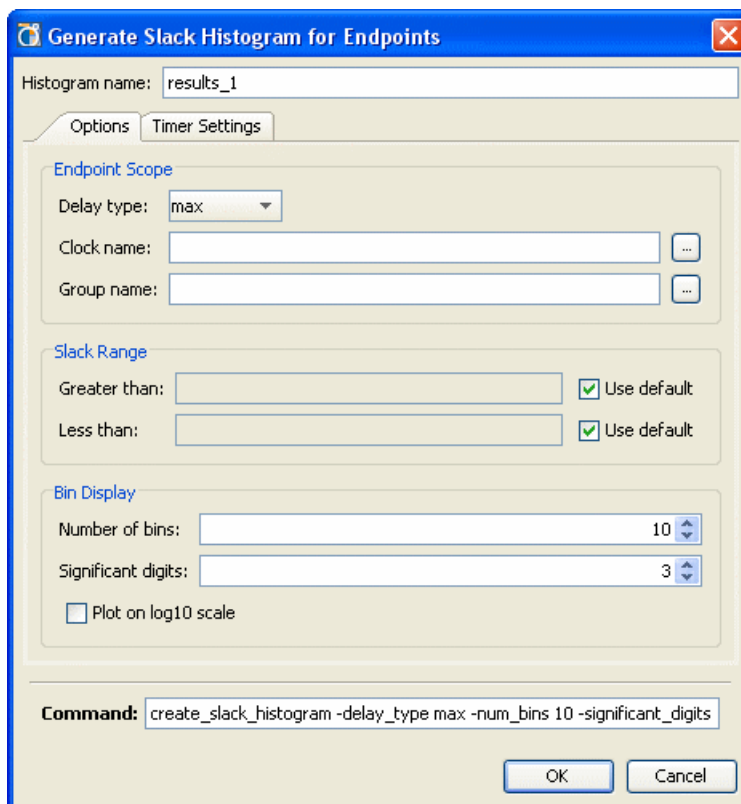 Generate Slack Histogram for Endpoints
Histogram name: results_1
Options Timer Settings
Endpoint Scope
Delay type: max
Clock name: ...
Group name: ...
Slack Range
Greater than: Use default
Less than: Use default
Bin Display
Number of bins: 10
Significant digits: 3
Plot on log10 scale
Command: create_slack_histogram -delay_type max -num_bins 10 -significant_digits
OK Cancel